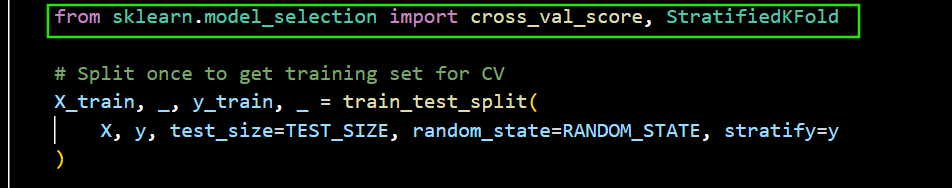 from sklearn.model_selection import cross_val_score, StratifiedKFold
# Split once to get training set for CV
X_train, _, y_train, _ = train_test_split(
    X, y, test_size=TEST_SIZE, random_state=RANDOM_STATE, stratify=y
)